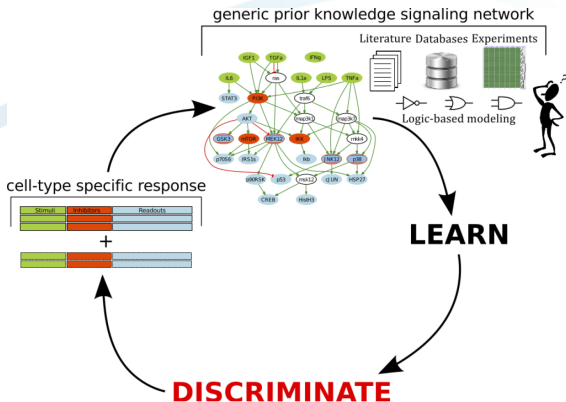 generic prior knowledge signaling network
Literature Databases Experiments
IGF1 TGFa IFNg
ras
IL6 IL1a LPS TNFa
STAT3 PI3K traf6
AKT map3k1 map3k7
GSK3 mTOR MEK12 IKK mkk4
p70S6 IRS1s Ikb JNK12 p38
p90RSK p53 msk12 cJUN HSP27
CREB HistH3
Logic-based modeling
cell-type specific response
Stimuli Inhibitors Readouts
+
LEARN
DISCRIMINATE